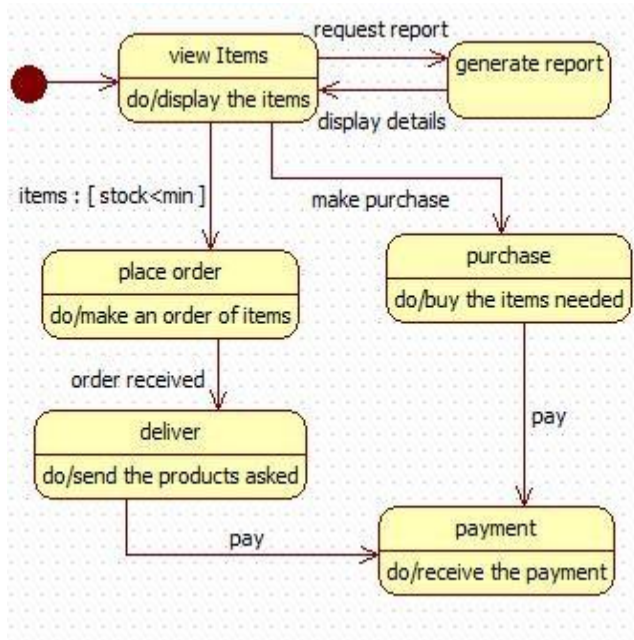 request report
view Items
generate report
do/display the items
display details
items : [ stock<min ]
make purchase
place order
purchase
do/make an order of items
do/buy the items needed
order received
deliver
pay
do/send the products asked
pay
payment
do/receive the payment